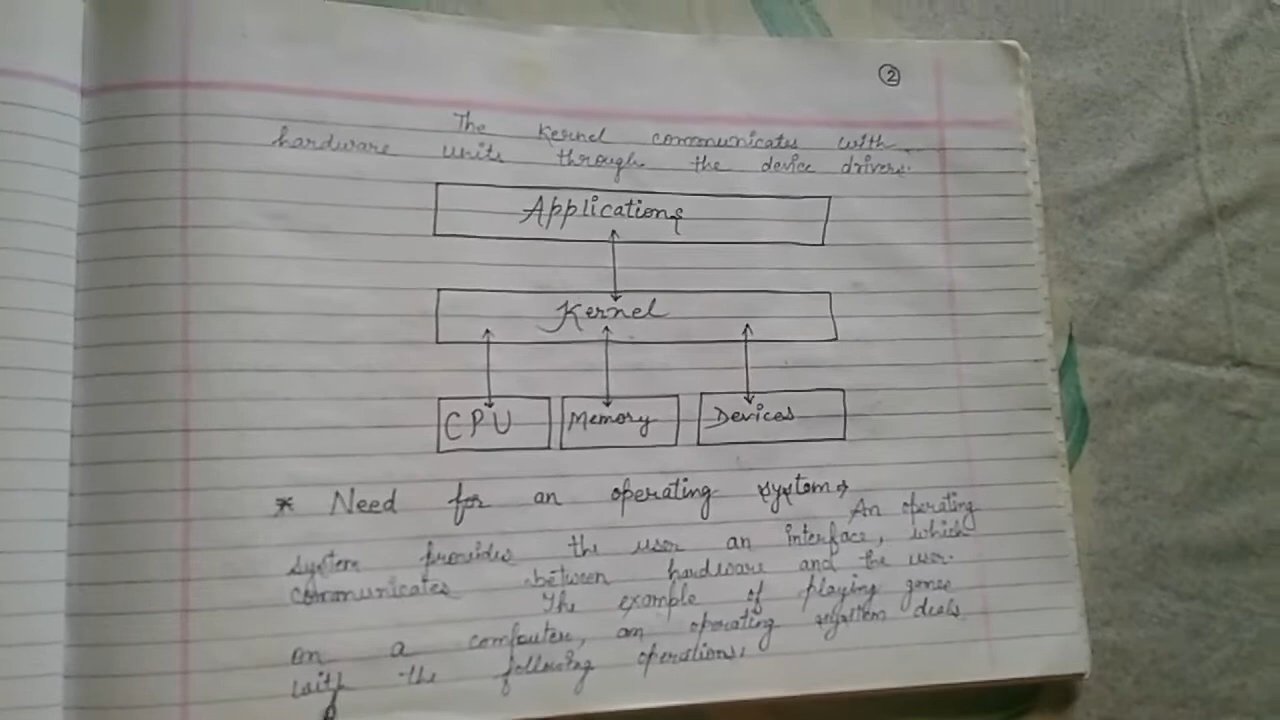 ②
The Kernel communicates with
hardware units through the device drivers.
Applications
Kernel
CPU Memory Devices
* Need for an operating system→
An operating
system provides the user an interface, which
communicates between hardware and the user.
The example of playing games
on a computer, an operating system deals
with the following operations,